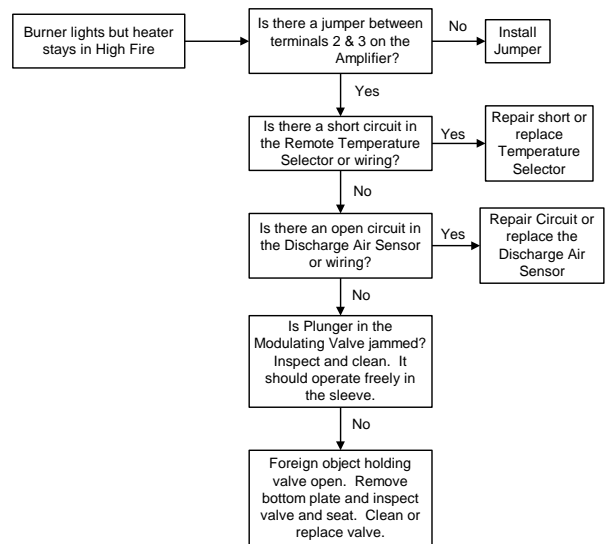 Burner lights but heater
stays in High Fire
Is there a jumper between
terminals 2 & 3 on the
Amplifier?
No
Install
Jumper
Yes
Is there a short circuit in
the Remote Temperature
Selector or wiring?
Yes
Repair short or
replace
Temperature
Selector
No
Is there an open circuit in
the Discharge Air Sensor
or wiring?
Yes
Repair Circuit or
replace the
Discharge Air
Sensor
No
Is Plunger in the
Modulating Valve jammed?
Inspect and clean. It
should operate freely in
the sleeve.
No
Foreign object holding
valve open. Remove
bottom plate and inspect
valve and seat. Clean or
replace valve.